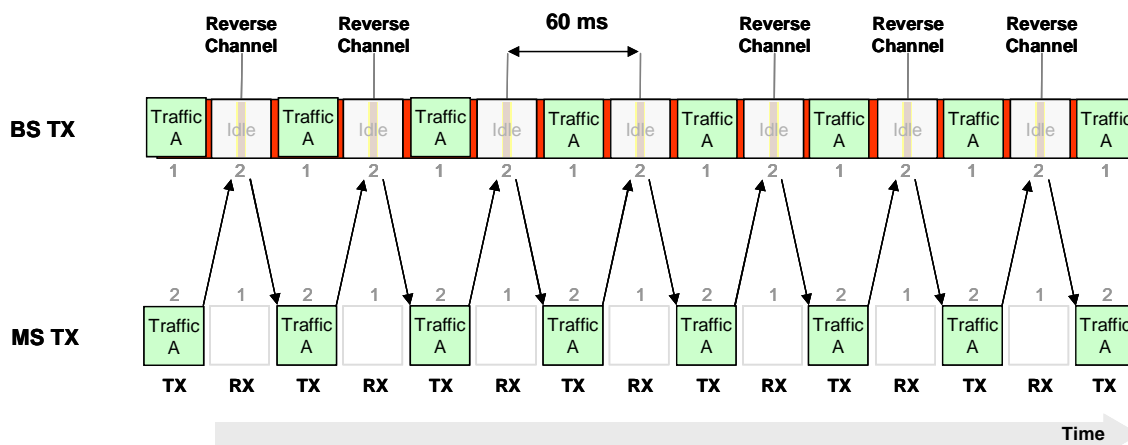 Reverse Channel
Reverse Channel
60 ms
Reverse Channel
Reverse Channel
Reverse Channel
BS TX
Traffic A
Idle
Traffic A
Idle
Traffic A
Idle
Traffic A
Idle
Traffic A
Idle
Traffic A
Idle
Traffic A
Idle
Traffic A
1 2 1 2 1 2 1 2 1 2 1 2 1 2 1
2 1 2 1 2 1 2 1 2 1 2 1 2 1 2
MS TX
Traffic A
Traffic A
Traffic A
Traffic A
Traffic A
Traffic A
Traffic A
Traffic A
TX RX TX RX TX RX TX RX TX RX TX RX TX RX TX
Time